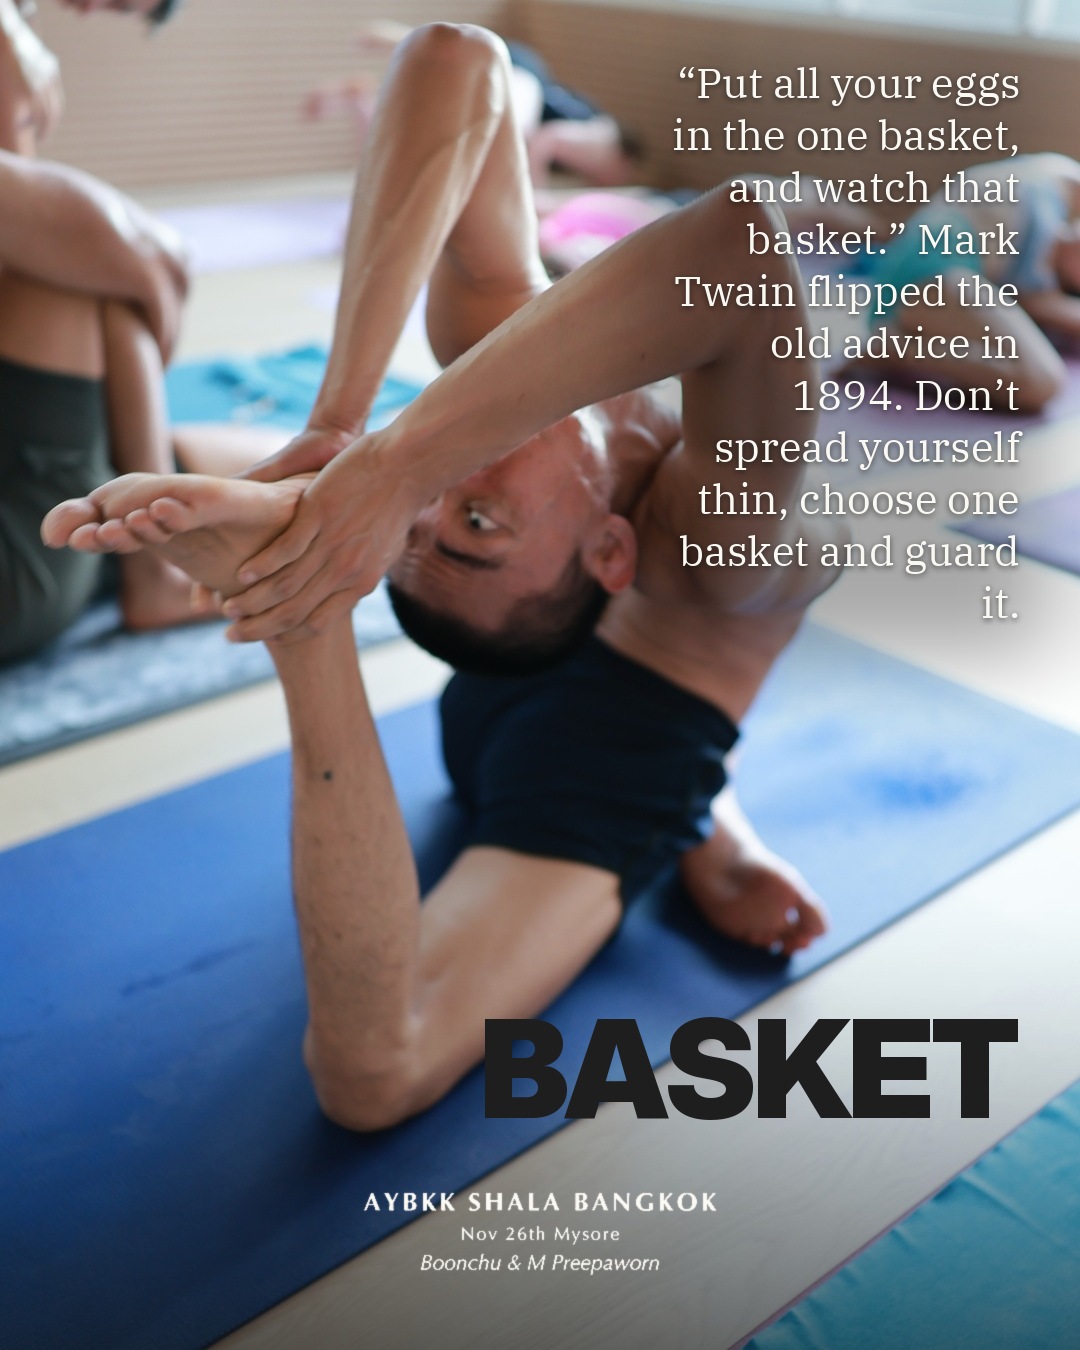 “Put all your eggs
in the one basket,
and watch that
basket.” Mark
Twain flipped the
old advice in
1894. Don’t
spread yourself
thin, choose one
basket and guard
it.
BASKET
AYBKK SHALA BANGKOK
Nov 26th Mysore
Boonchu & M Preepaworn